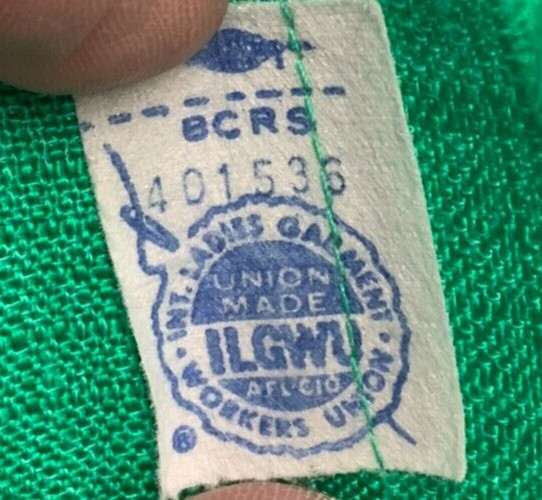 BCRS
401536
INT. LADIES GARMENT
UNION
MADE
ILGWU
AFL·CIO
· WORKERS UNION ·
®